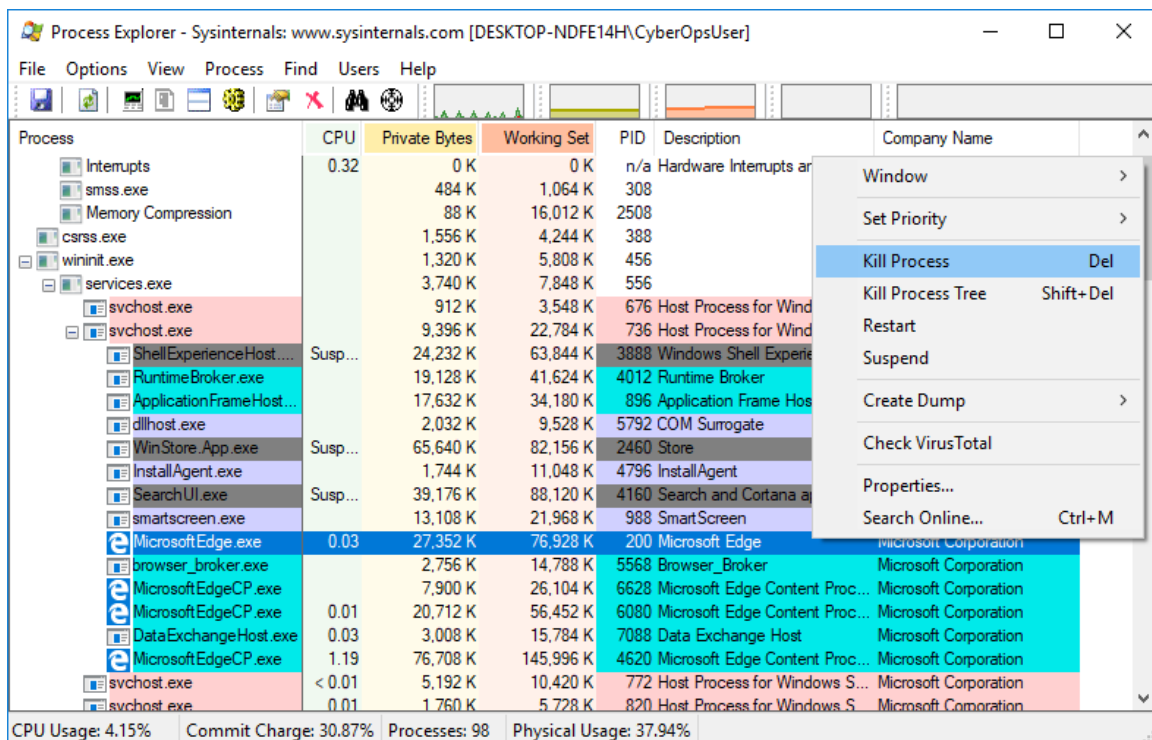 Process Explorer - Sysinternals: www.sysinternals.com [DESKTOP-NDFE14H\CyberOpsUser]
File Options View Process Find Users Help
Process CPU Private Bytes Working Set PID Description Company Name
Interrupts 0.32 0 K 0 K n/a Hardware Interrupts ar
smss.exe 484 K 1,064 K 308
Memory Compression 88 K 16,012 K 2508
csrss.exe 1,556 K 4,244 K 388
wininit.exe 1,320 K 5,808 K 456
services.exe 3,740 K 7,848 K 556
svchost.exe 912 K 3,548 K 676 Host Process for Wind
svchost.exe 9,396 K 22,784 K 736 Host Process for Wind
ShellExperienceHost.... Susp... 24,232 K 63,844 K 3888 Windows Shell Experie
RuntimeBroker.exe 19,128 K 41,624 K 4012 Runtime Broker
ApplicationFrameHost... 17,632 K 34,180 K 896 Application Frame Hos
dllhost.exe 2,032 K 9,528 K 5792 COM Surrogate
WinStore.App.exe Susp... 65,640 K 82,156 K 2460 Store
InstallAgent.exe 1,744 K 11,048 K 4796 InstallAgent
SearchUI.exe Susp... 39,176 K 88,120 K 4160 Search and Cortana a
smartscreen.exe 13,108 K 21,968 K 988 SmartScreen
MicrosoftEdge.exe 0.03 27,352 K 76,928 K 200 Microsoft Edge Microsoft Corporation
browser_broker.exe 2,756 K 14,788 K 5568 Browser_Broker Microsoft Corporation
MicrosoftEdgeCP.exe 7,900 K 26,104 K 6628 Microsoft Edge Content Proc... Microsoft Corporation
MicrosoftEdgeCP.exe 0.01 20,712 K 56,452 K 6080 Microsoft Edge Content Proc... Microsoft Corporation
DataExchangeHost.exe 0.03 3,008 K 15,784 K 7088 Data Exchange Host Microsoft Corporation
MicrosoftEdgeCP.exe 1.19 76,708 K 145,996 K 4620 Microsoft Edge Content Proc... Microsoft Corporation
svchost.exe < 0.01 5,192 K 10,420 K 772 Host Process for Windows S... Microsoft Corporation
svchost.exe 0.01 1,760 K 5,728 K 820 Host Process for Windows S Microsoft Corporation
Window
Set Priority
Kill Process Del
Kill Process Tree Shift+Del
Restart
Suspend
Create Dump
Check VirusTotal
Properties...
Search Online... Ctrl+M
CPU Usage: 4.15% Commit Charge: 30.87% Processes: 98 Physical Usage: 37.94%